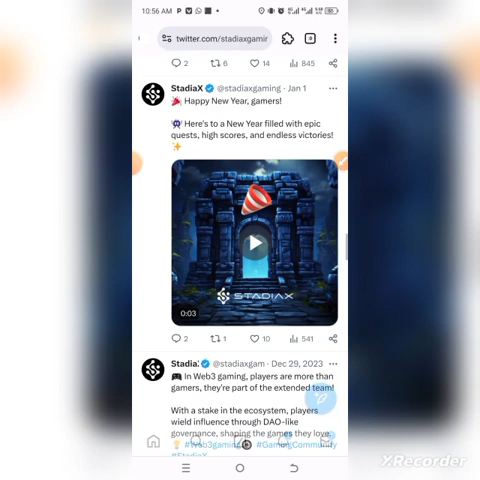 10:56 AM
twitter.com/stadiaxgamir
2 6 14 845
StadiaX @stadiaxgaming · Jan 1
Happy New Year, gamers!
Here's to a New Year filled with epic
quests, high scores, and endless victories!
STADIAX
0:03
2 1 10 541
StadiaX @stadiaxgam · Dec 29, 2023
In Web3 gaming, players are more than
gamers, they're part of the extended team!
With a stake in the ecosystem, players
wield influence through DAO-like
governance, shaping the games they love.
#Web3gaming #GamingCommunity
#StadiaX
XRecorder